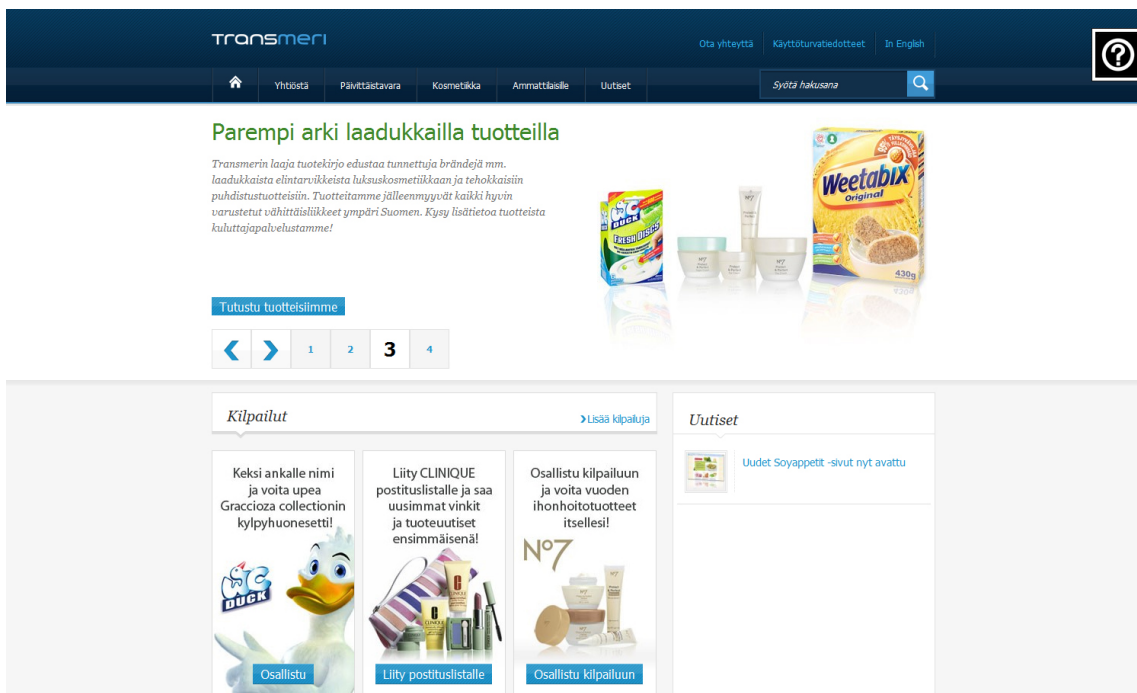 Transmeri
Ota yhteyttä
Käyttöturvatiedotteet
In English
Yhtiöstä
Päivittäistavara
Kosmetiikka
Ammattilaisille
Uutiset
Syötä hakusana
Parempi arki laadukkailla tuotteilla
Transmerin laaja tuotekirjo edustaa tunnettuja brändejä mm.
laadukkaista elintarvikkeista luksuskosmetiikkaan ja tehokkaisiin
puhdistustuotteisiin. Tuotteitamme jälleenmyyvät kaikki hyvin
varustetut vähittäisliikkeet ympäri Suomen. Kysy lisätietoa tuotteista
kuluttajapalvelustamme!
WC
DUCK
FRESH DISCS
Nº7
Weetabix
Original
430g
Tutustu tuotteisiimme
1
2
3
4
Kilpailut
Lisää kilpailuja
Uutiset
Uudet Soyappetit -sivut nyt avattu
Keksi ankalle nimi
ja voita upea
Graccioza collectionin
kylpyhuonesetti!
WC
DUCK
Osallistu
Liity CLINIQUE
postituslistalle ja saa
uusimmat vinkit
ja tuoteuutiset
ensimmäisenä!
CLINIQUE
Liity postituslistalle
Osallistu kilpailuun
ja voita vuoden
ihonhoitotuotteet
itsellesi!
Nº7
Osallistu kilpailuun